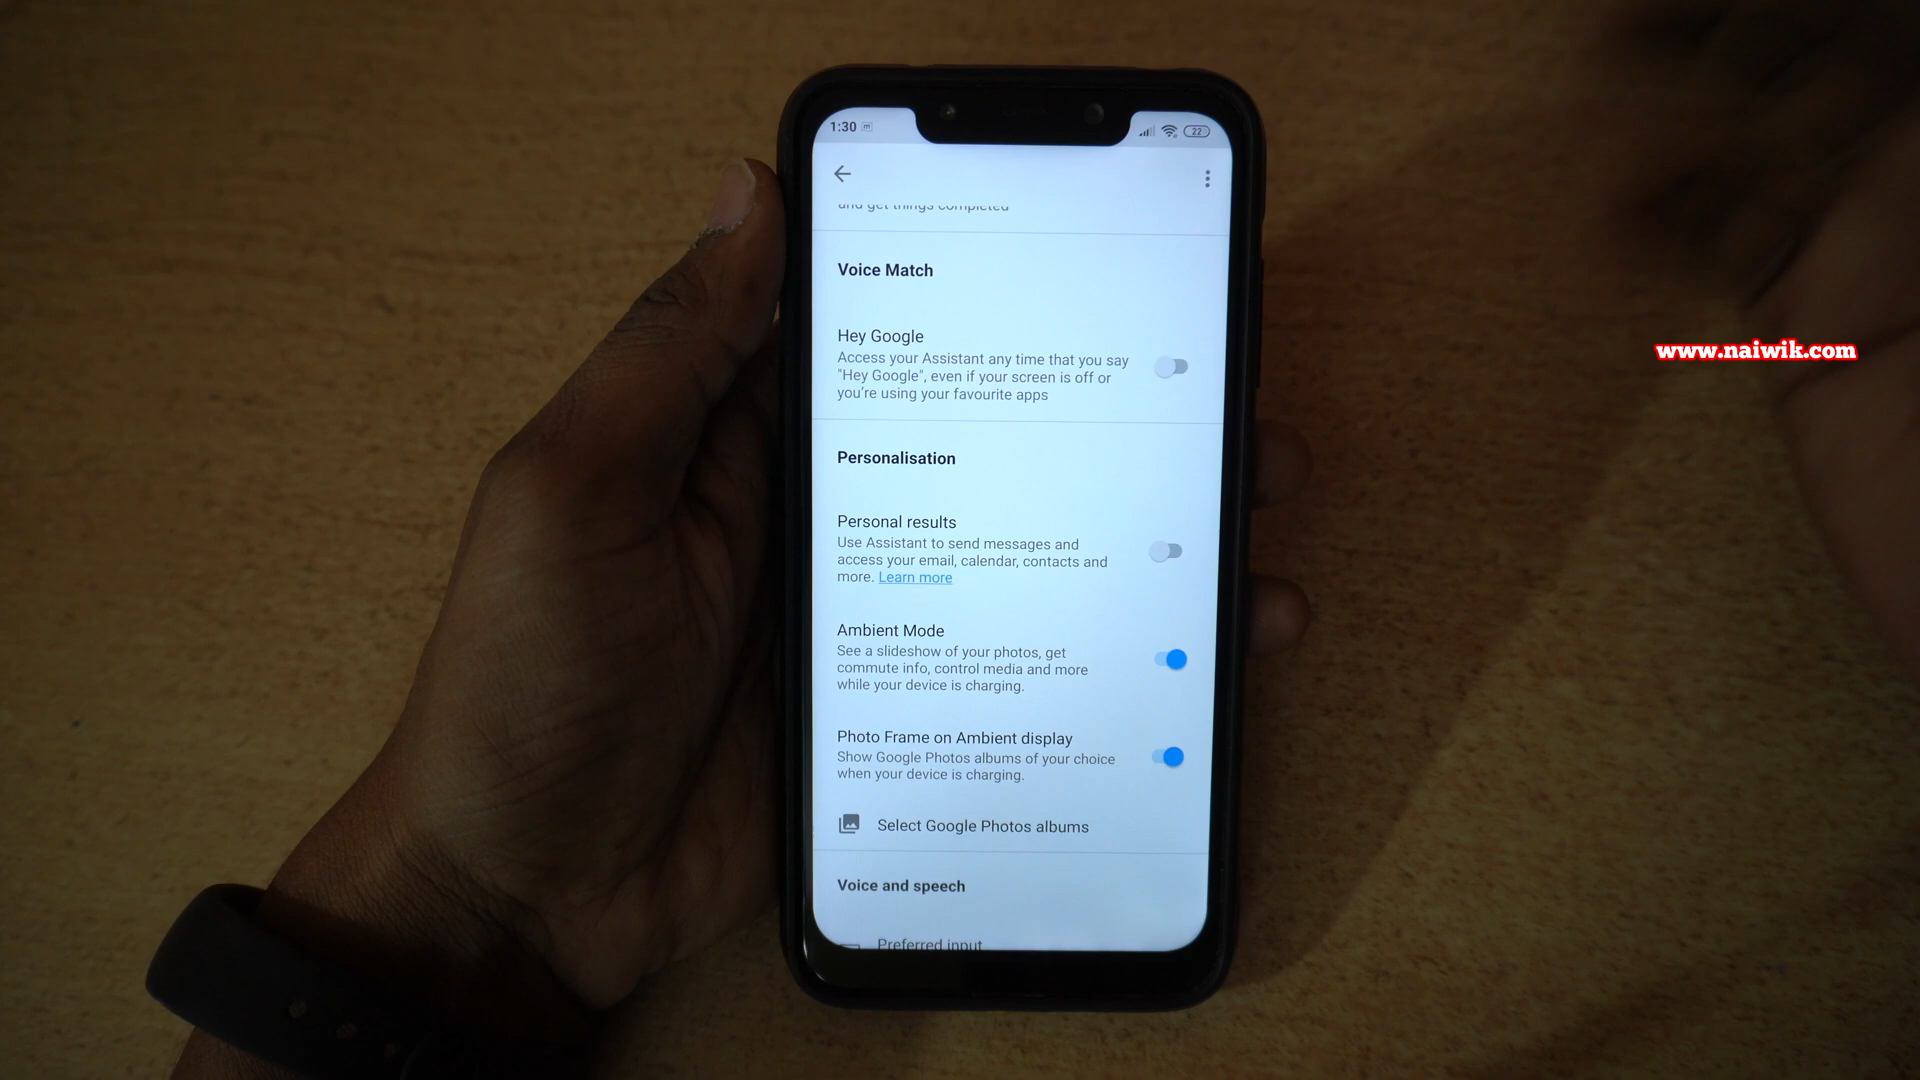 1:30
22
and get things completed
Voice Match
Hey Google
Access your Assistant any time that you say
"Hey Google", even if your screen is off or
you're using your favourite apps
Personalisation
Personal results
Use Assistant to send messages and
access your email, calendar, contacts and
more. Learn more
Ambient Mode
See a slideshow of your photos, get
commute info, control media and more
while your device is charging.
Photo Frame on Ambient display
Show Google Photos albums of your choice
when your device is charging.
Select Google Photos albums
Voice and speech
Preferred input
www.naiwik.com